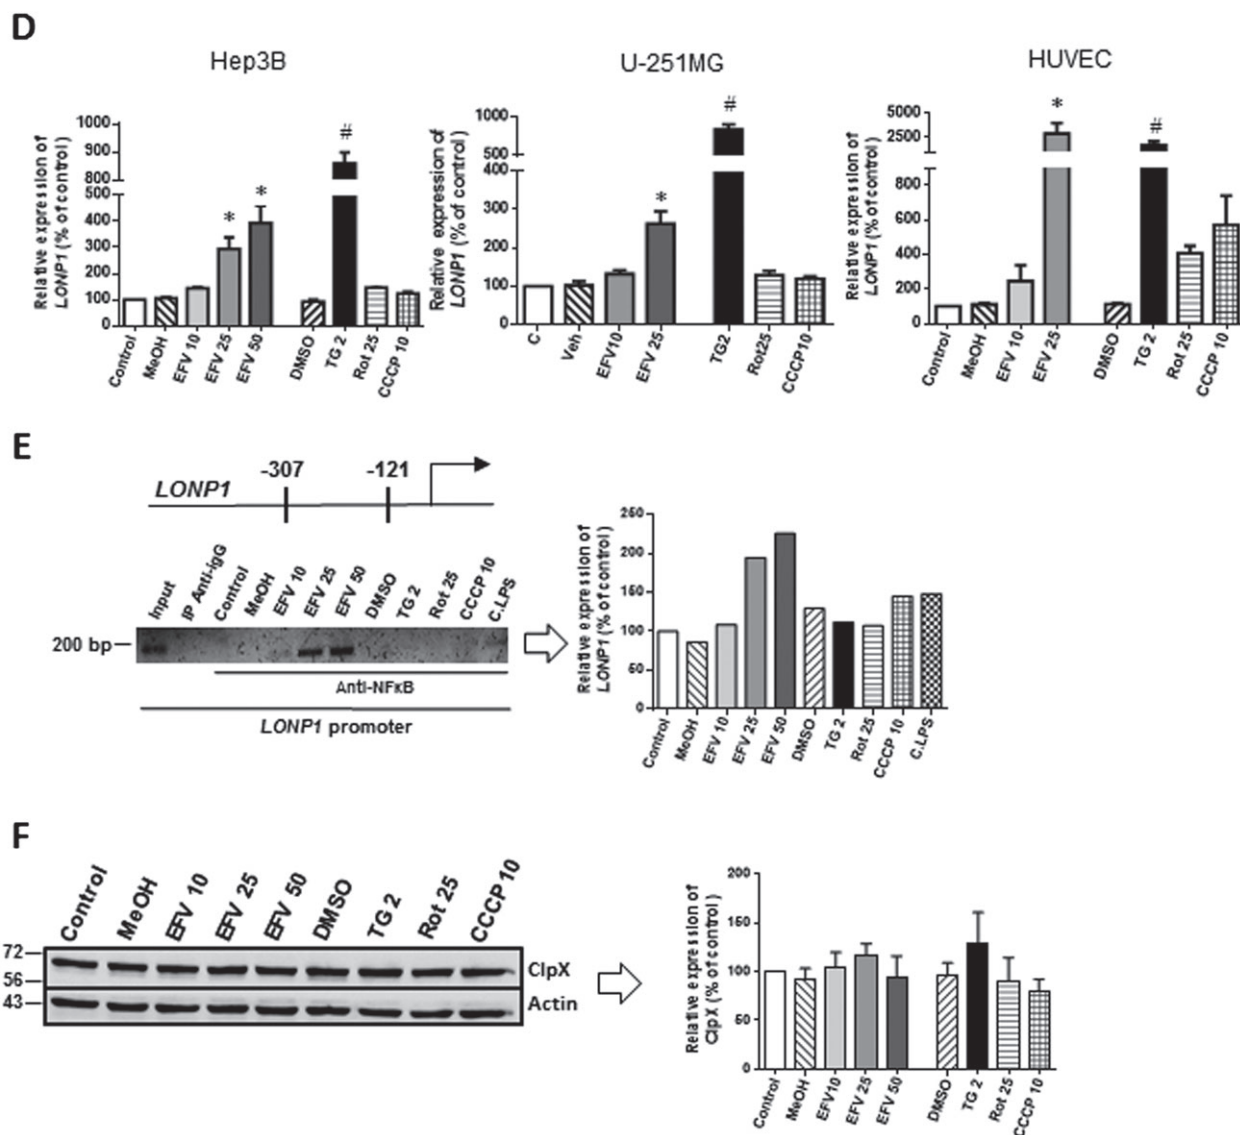 D
Hep3B
U-251MG
HUVEC
Relative expression of
LONP1 (% of control)
1000
900
800
500
400
300
200
100
0
Control
MeOH
EFV 10
EFV 25
EFV 50
DMSO
TG 2
Rot 25
CCCP 10
*
*
#
Relative expression of
LONP1 (% of control)
1000
500
400
300
200
100
0
C
Veh
EFV10
EFV 25
TG2
Rot25
CCCP10
*
#
Relative expression of
LONP1 (% of control)
5000
2500
800
600
400
200
0
Control
MeOH
EFV 10
EFV 25
DMSO
TG 2
Rot 25
CCCP 10
*
#
E
LONP1
-307
-121
Input
IP Anti-igG
Control
MeOH
EFV 10
EFV 25
EFV 50
DMSO
TG 2
Rot 25
CCCP 10
C.LPS
200 bp
Anti-NFκB
LONP1 promoter
Relative expression of
LONP1 (% of control)
250
200
150
100
50
0
Control
MeOH
EFV 10
EFV 25
EFV 50
DMSO
TG 2
Rot 25
CCCP 10
C.LPS
F
Control
MeOH
EFV 10
EFV 25
EFV 50
DMSO
TG 2
Rot 25
CCCP 10
72
56
43
ClpX
Actin
Relative expression of
ClpX (% of control)
200
150
100
50
0
Control
MeOH
EFV10
EFV 25
EFV 50
DMSO
TG 2
Rot 25
CCCP 10